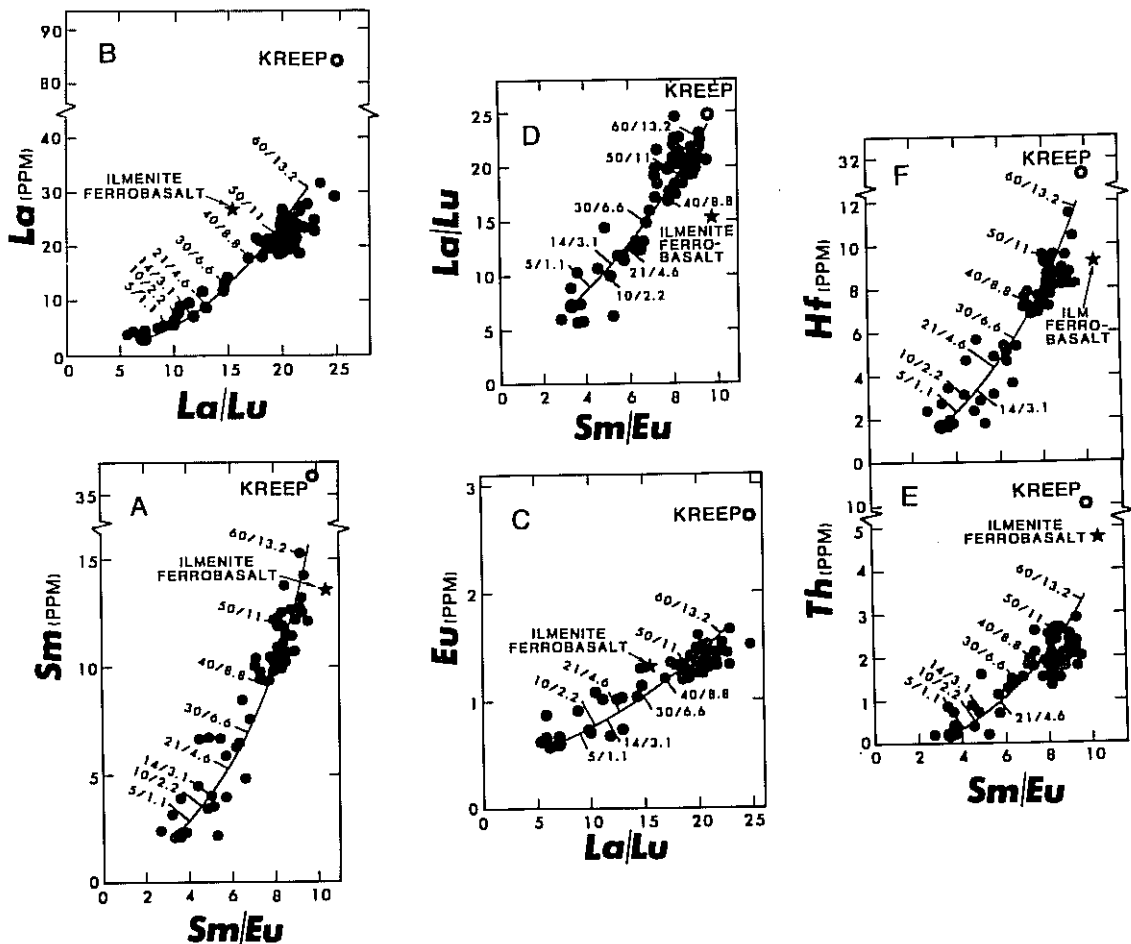 B
90
80
40
30
20
10
0
La (PPM)
KREEP
60/13.2
ILMENITE
FERROBASALT
50/11
40/8.8
30/6.6
21/4.6
14/3.1
10/2.2
5/1.1
0 5 10 15 20 25
La/Lu
D
25
20
15
10
5
0
La/Lu
KREEP
60/13.2
50/11
40/8.8
30/6.6
ILMENITE
FERRO-
BASALT
14/3.1
5/1.1
21/4.6
10/2.2
0 2 4 6 8 10
Sm/Eu
F
32
12
10
8
6
4
2
0
Hf (PPM)
KREEP
60/13.2
50/11
40/8.8
30/6.6
ILM
FERRO-
BASALT
21/4.6
10/2.2
5/1.1
14/3.1
A
35
15
10
5
0
Sm (PPM)
KREEP
60/13.2
ILMENITE
FERROBASALT
50/11
40/8.8
30/6.6
21/4.6
14/3.1
10/2.2
5/1.1
0 2 4 6 8 10
Sm/Eu
C
3
2
1
0
Eu (PPM)
KREEP
60/13.2
ILMENITE
FERROBASALT
50/11
21/4.6
10/2.2
40/8.8
30/6.6
14/3.1
5/1.1
0 5 10 15 20 25
La/Lu
E
10
5
4
3
2
1
0
Th (PPM)
KREEP
ILMENITE
FERROBASALT
60/13.2
50/11
40/8.8
30/6.6
14/3.1
10/2.2
5/1.1
21/4.6
0 2 4 6 8 10
Sm/Eu